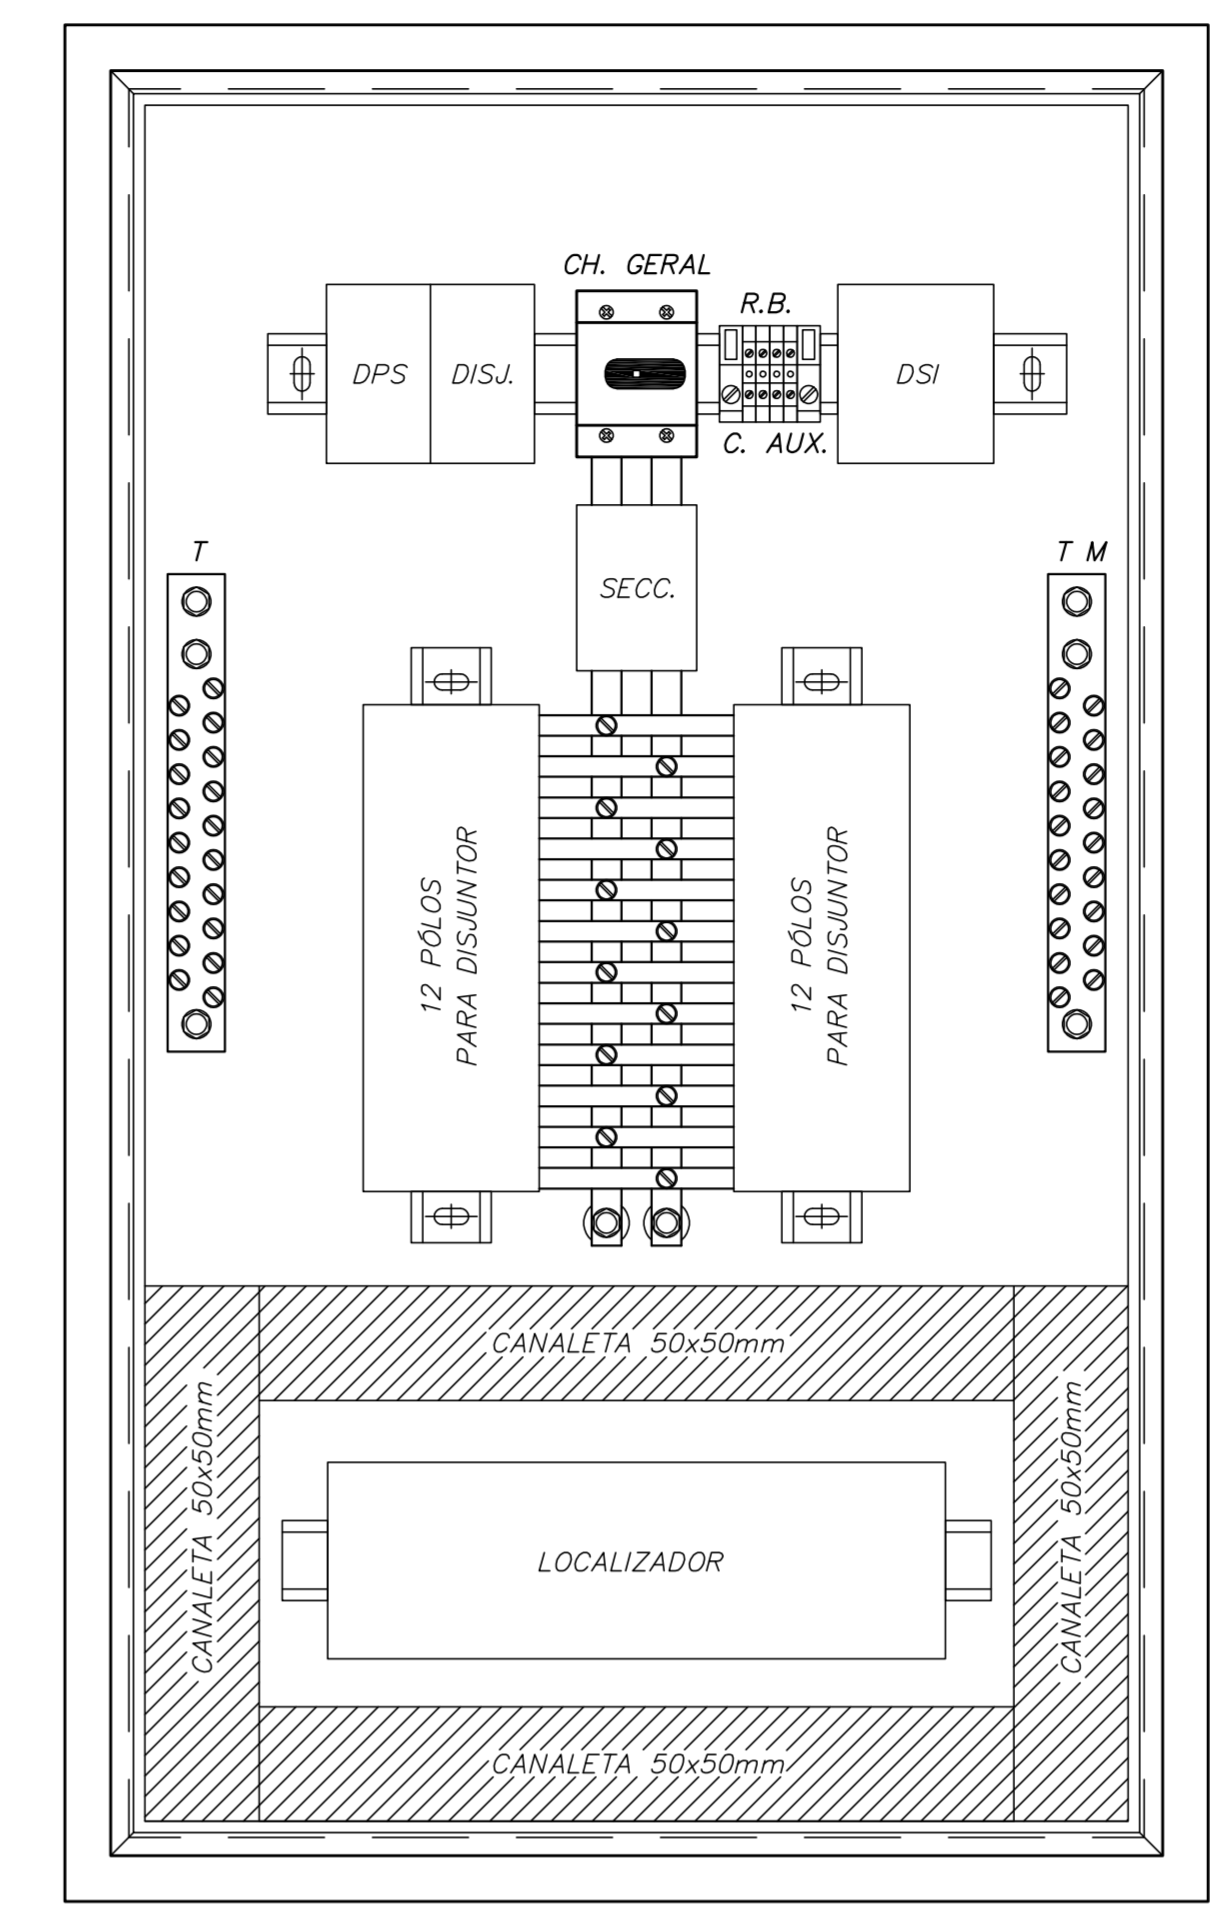 CH. GERAL
R.B.
DPS
DISJ.
DSI
C. AUX.
T
T M
SECC.
12 PÓLOS
PARA DISJUNTOR
12 PÓLOS
PARA DISJUNTOR
CANALETA 50x50mm
CANALETA 50x50mm
CANALETA 50x50mm
LOCALIZADOR
CANALETA 50x50mm